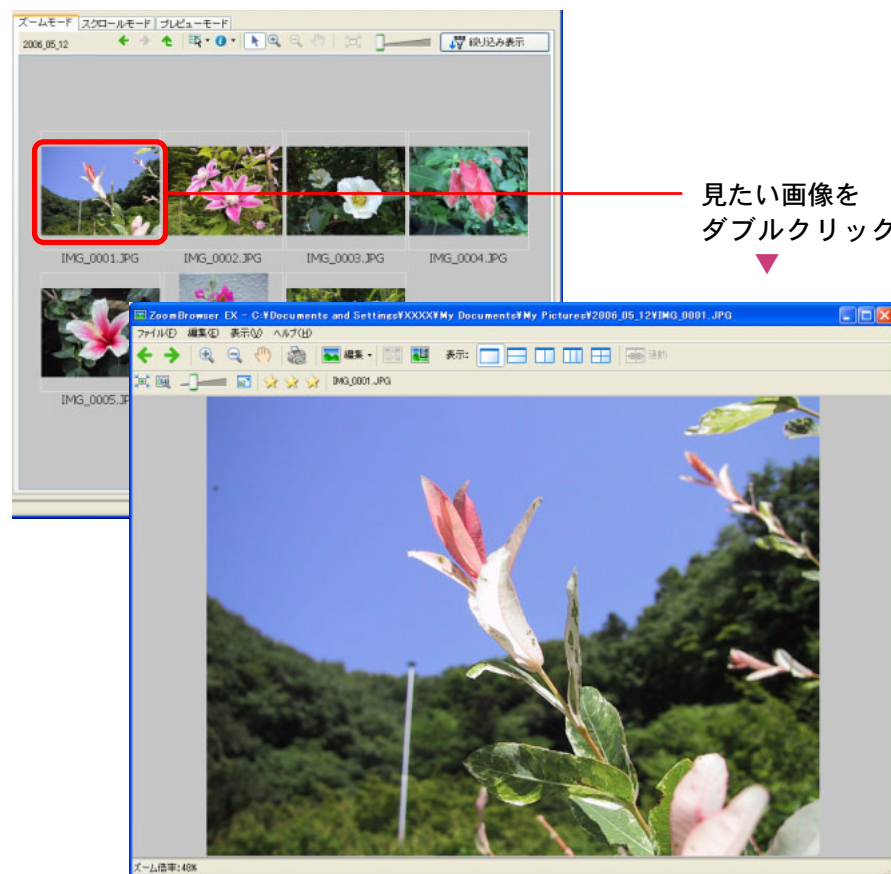 ズームモード スクロールモード プレビューモード
2006_05_12 絞り込み表示
見たい画像を
ダブルクリック
▼
IMG_0001.JPG IMG_0002.JPG IMG_0003.JPG IMG_0004.JPG
ZoomBrowser EX - C:¥Documents and Settings¥XXXX¥My Documents¥My Pictures¥2006_05_12¥IMG_0001.JPG
ファイル(F) 編集(E) 表示(V) ヘルプ(H)
編集 表示: 移動
IMG_0001.JPG
IMG_0005.JP
ズーム倍率:48%